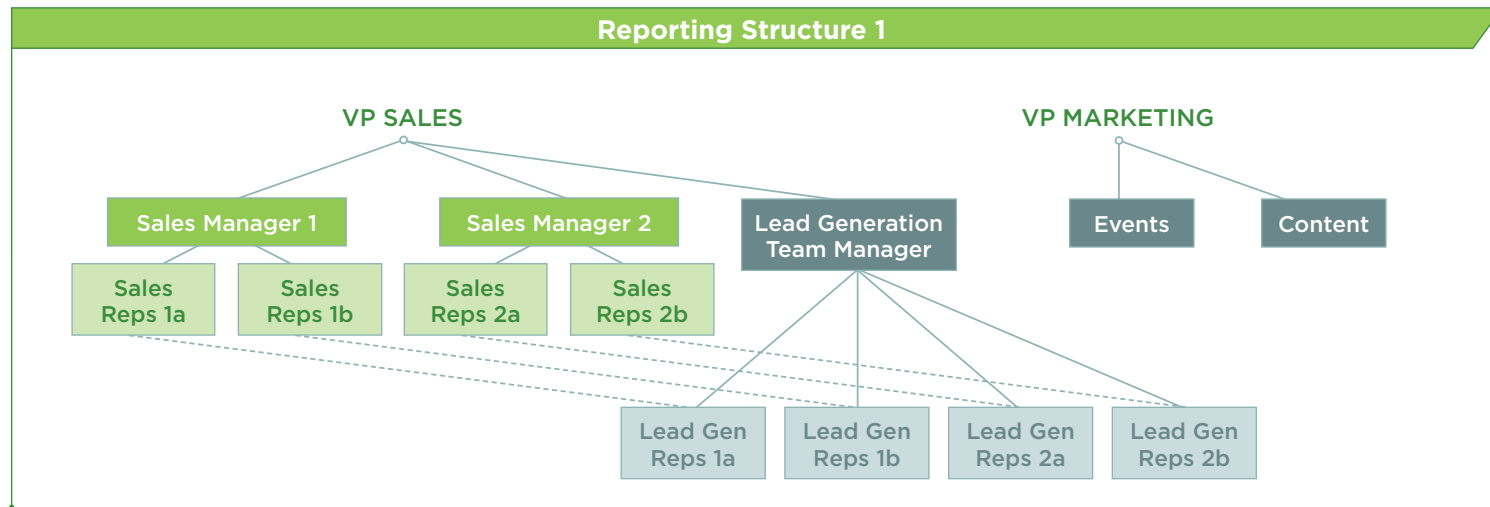 Reporting Structure 1
VP SALES
VP MARKETING
Sales Manager 1
Sales Manager 2
Lead Generation
Team Manager
Events
Content
Sales
Reps 1a
Sales
Reps 1b
Sales
Reps 2a
Sales
Reps 2b
Lead Gen
Reps 1a
Lead Gen
Reps 1b
Lead Gen
Reps 2a
Lead Gen
Reps 2b